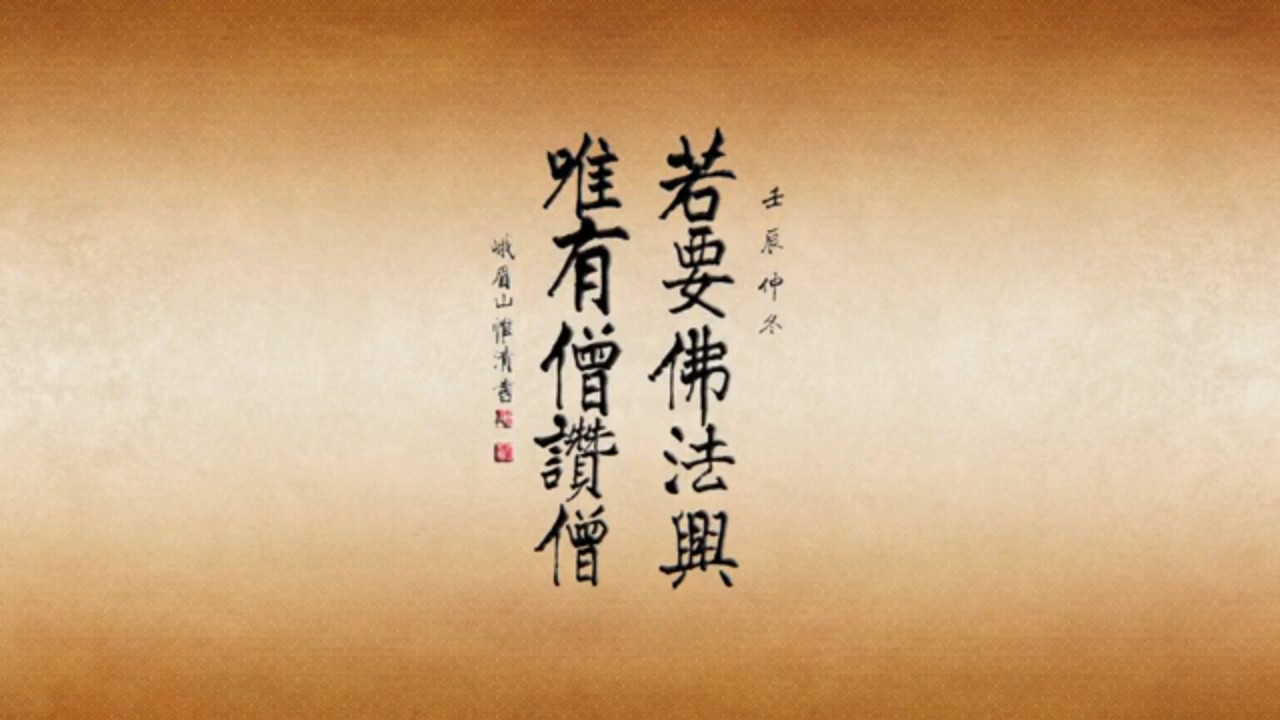 壬辰仲冬
若要佛法興
唯有僧讚僧
峨眉山惟清書